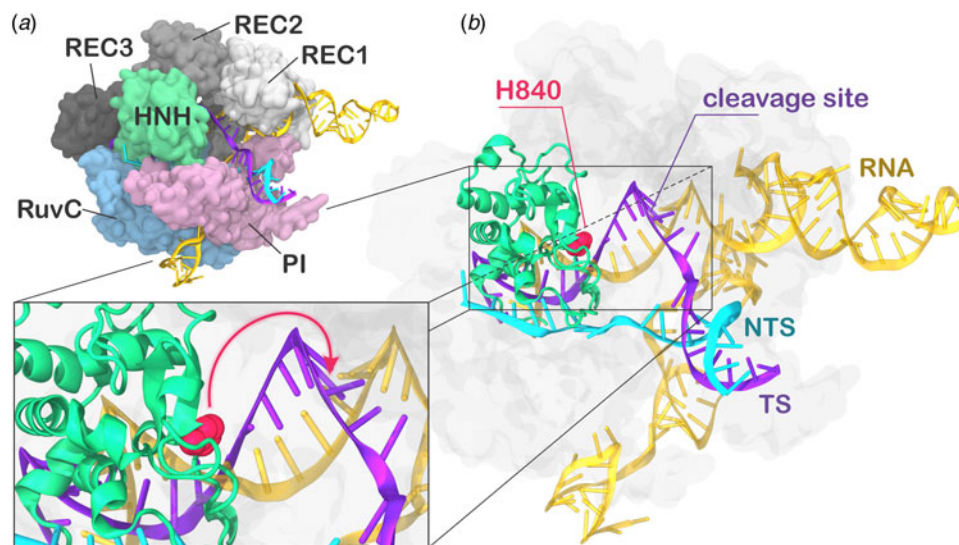 (a)
REC2
REC3
REC1
HNH
RuvC
PI
(b)
H840
cleavage site
RNA
NTS
TS